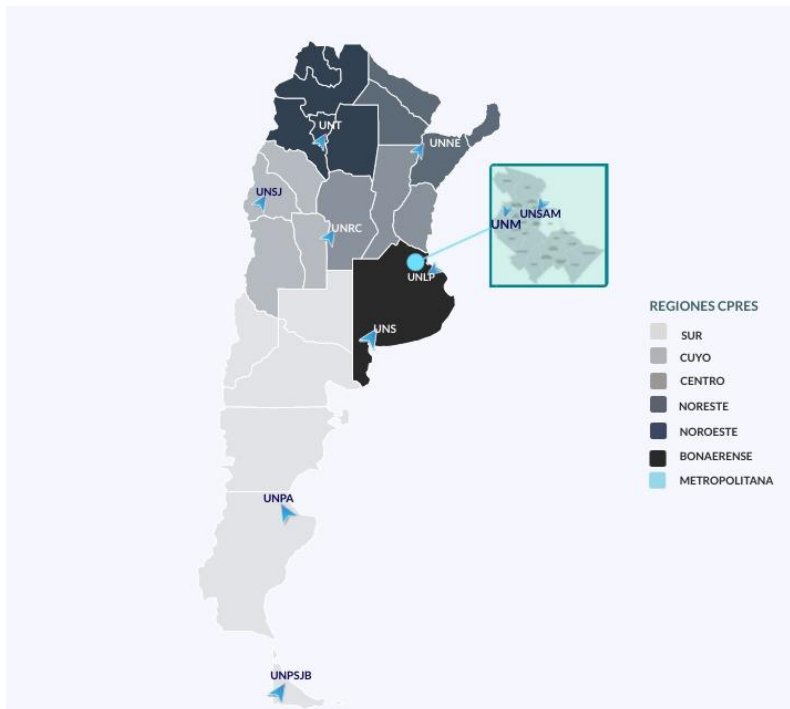 UNT
UNNE
UNSJ
UNSAM
UNM
UNRC
UNLP
UNS
UNPA
UNPSJB
REGIONES CPRES
SUR
CUYO
CENTRO
NORESTE
NOROESTE
BONAERENSE
METROPOLITANA